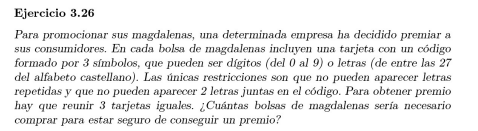 Ejercicio 3.26
Para promocionar sus magdalenas, una determinada empresa ha decidido premiar a
sus consumidores. En cada bolsa de magdalenas incluyen una tarjeta con un código
formado por 3 símbolos, que pueden ser dígitos (del 0 al 9) o letras (de entre las 27
del alfabeto castellano). Las únicas restricciones son que no pueden aparecer letras
repetidas y que no pueden aparecer 2 letras juntas en el código. Para obtener premio
hay que reunir 3 tarjetas iguales. ¿Cuántas bolsas de magdalenas sería necesario
comprar para estar seguro de conseguir un premio?